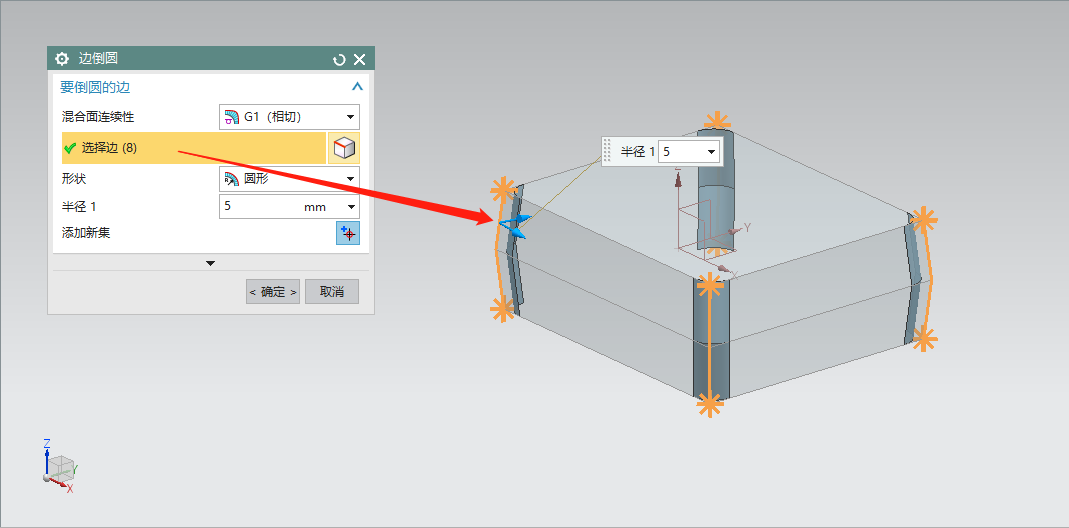 边倒圆
要倒圆的边
混合面连续性 G1（相切）
选择边 (8)
形状 圆形
半径 1 5 mm
添加新集
< 确定 > 取消
半径 1 5
Z
Y
X
Z
Y
X